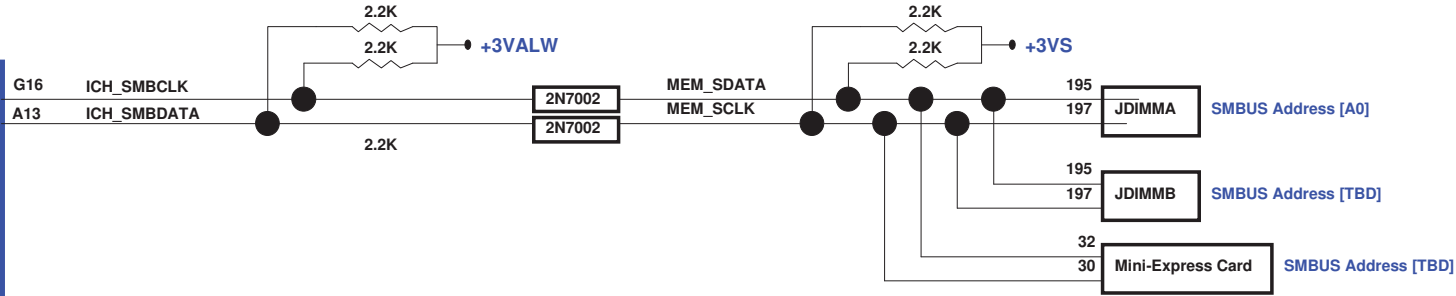 2.2K
2.2K
2.2K +3VALW
2.2K +3VS
G16 ICH_SMBCLK
2N7002
MEM_SDATA
195
A13 ICH_SMBDATA
2N7002
MEM_SCLK
197
JDIMMA
SMBUS Address [A0]
2.2K
195
197
JDIMMB
SMBUS Address [TBD]
32
30
Mini-Express Card
SMBUS Address [TBD]